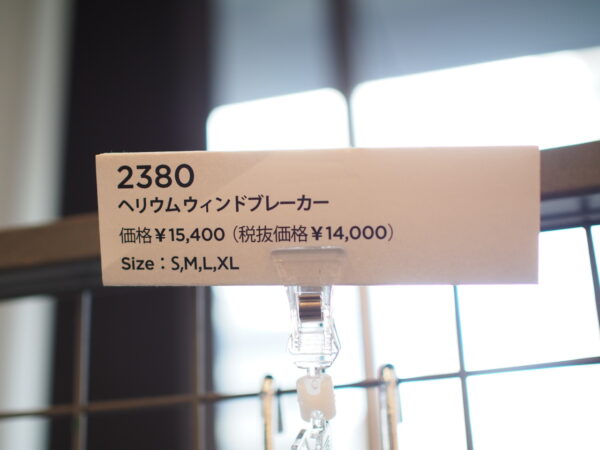 2380
ヘリウムウィンドブレーカー
価格¥15,400（税抜価格¥14,000）
Size：S,M,L,XL